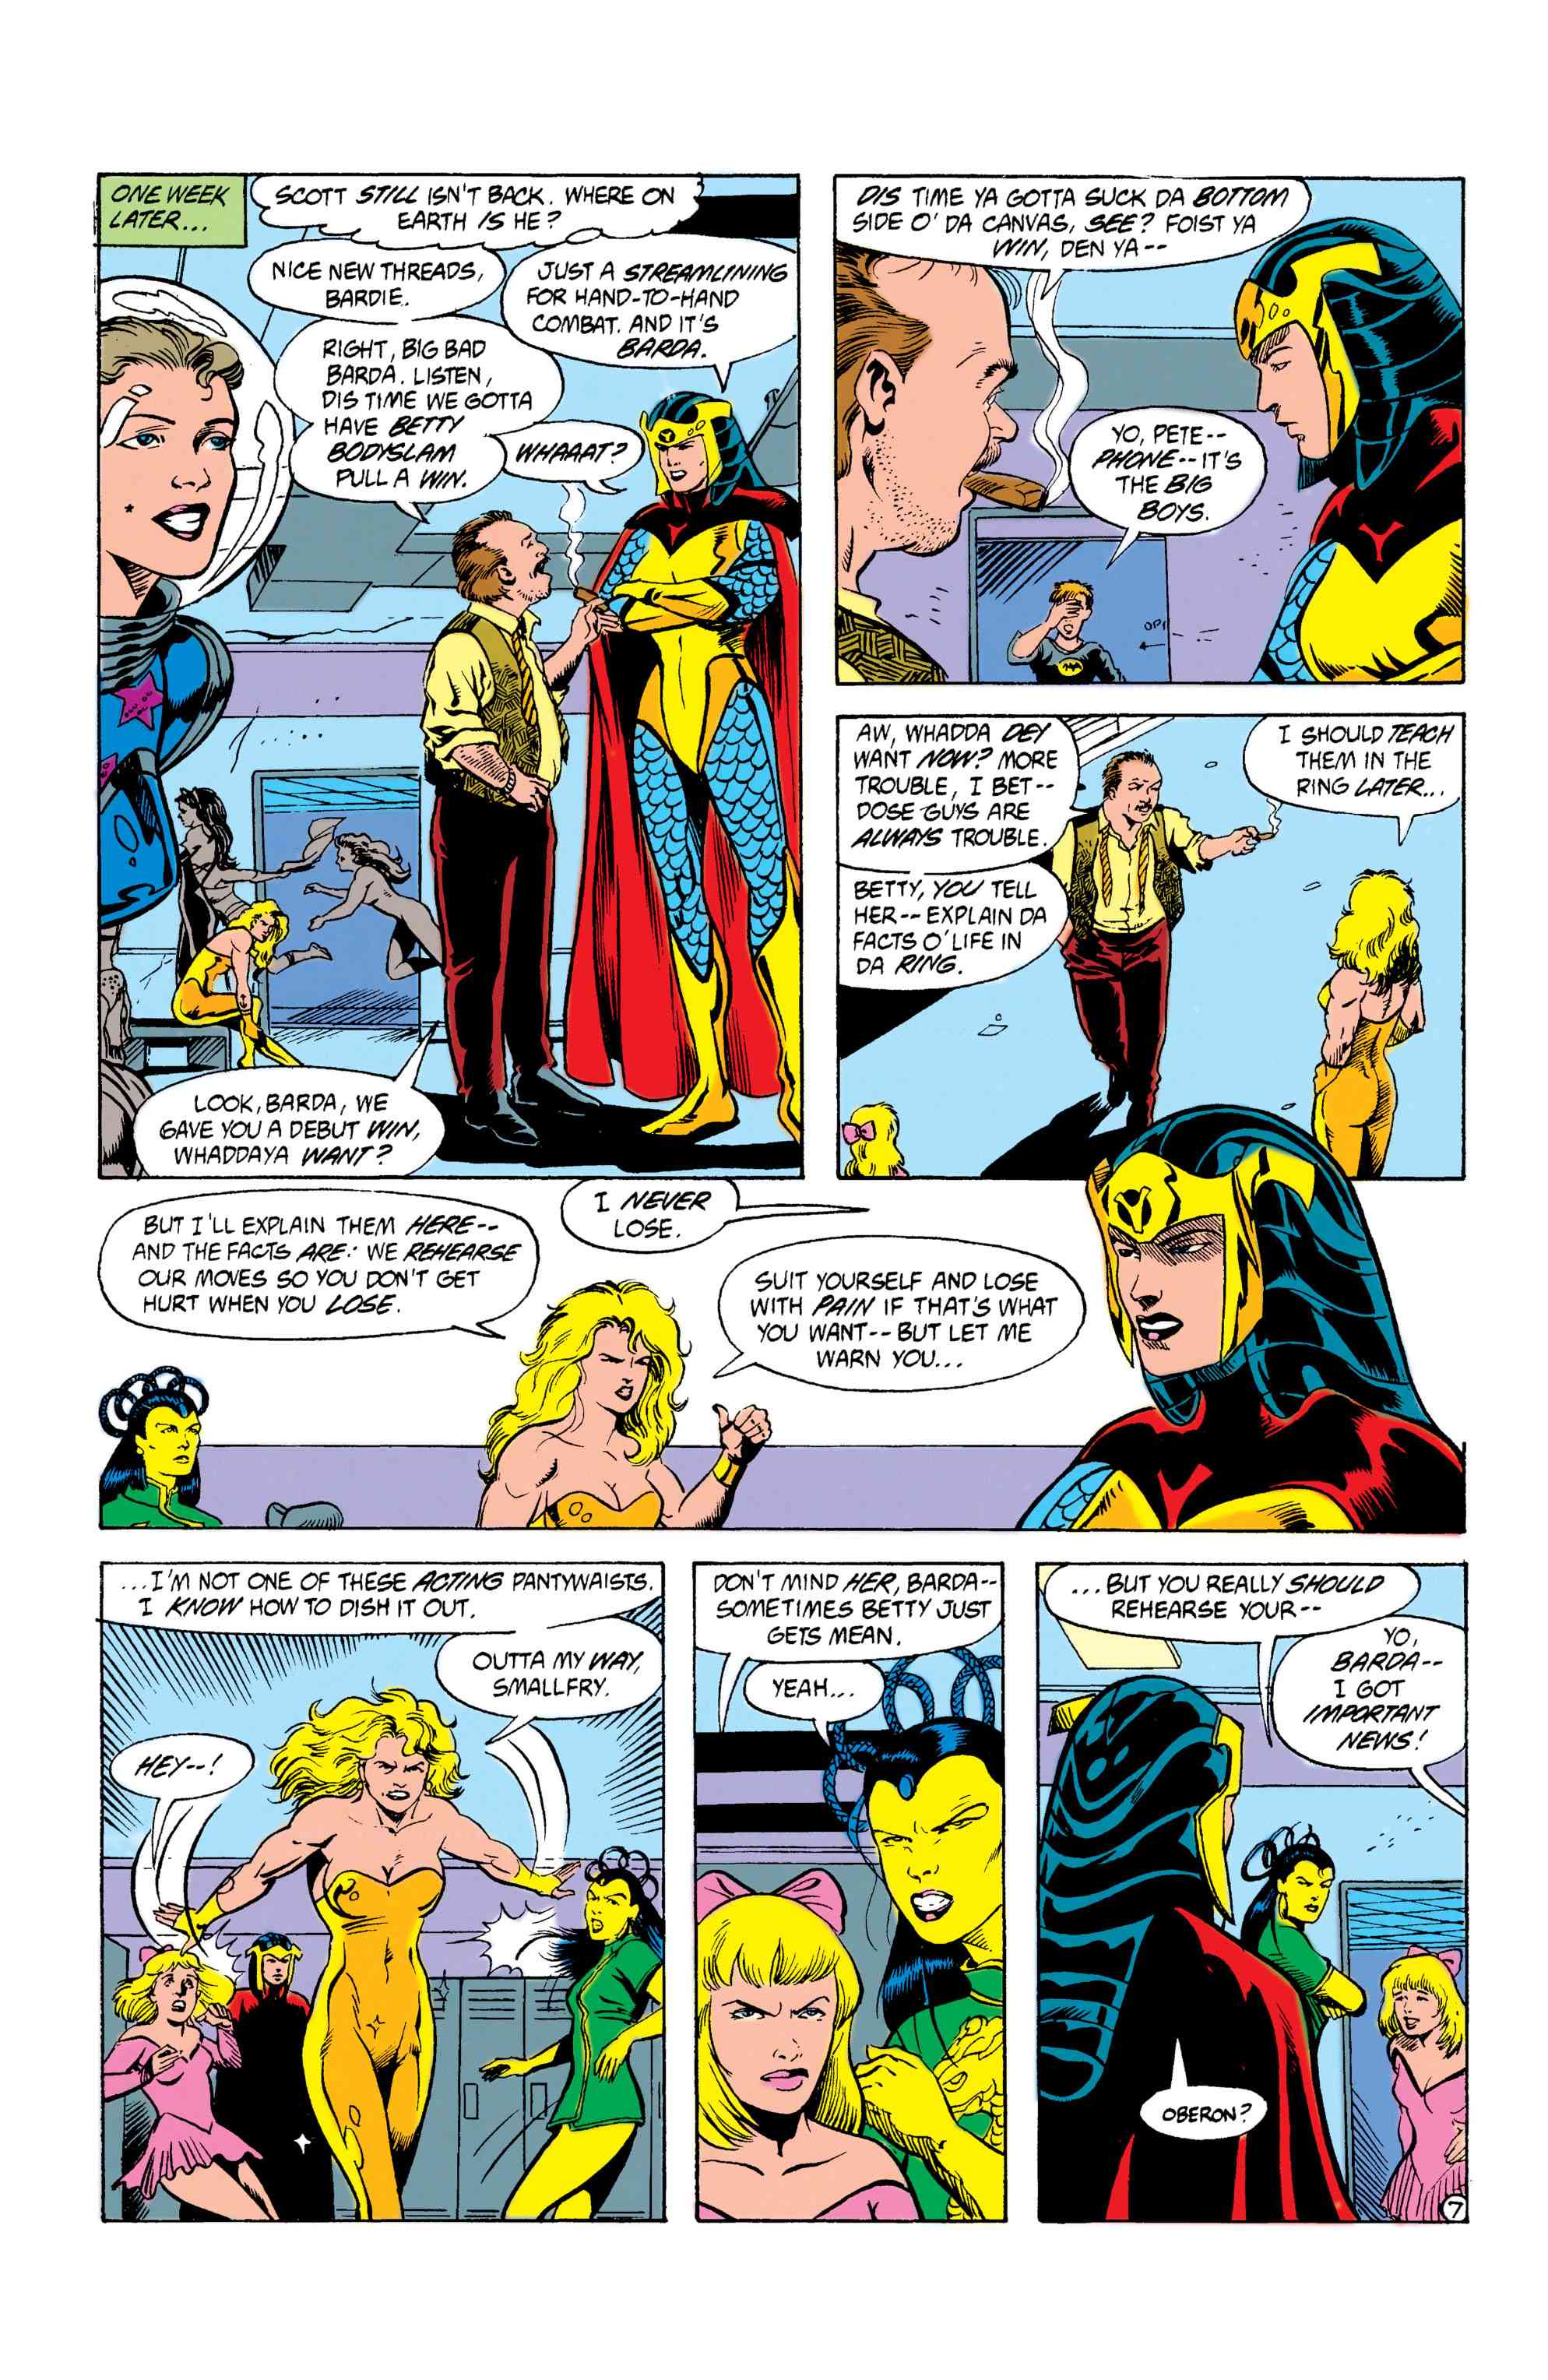 ONE WEEK
LATER...
SCOTT STILL ISN'T BACK. WHERE ON
EARTH IS HE?
NICE NEW THREADS,
BARDIE.
JUST A STREAMLINING
FOR HAND-TO-HAND
COMBAT. AND IT'S
BARDA.
RIGHT, BIG BAD
BARDA. LISTEN,
DIS TIME WE GOTTA
HAVE BETTY
BODYSLAM
PULL A WIN.
WHAAAT?
LOOK, BARDA, WE
GAVE YOU A DEBUT WIN,
WHADDAYA WANT?
DIS TIME YA GOTTA SUCK DA BOTTOM
SIDE O' DA CANVAS, SEE? FOIST YA
WIN, DEN YA--
YO, PETE--
PHONE--IT'S
THE BIG
BOYS.
AW, WHADDA DEY
WANT NOW? MORE
TROUBLE, I BET--
DOSE GUYS ARE
ALWAYS TROUBLE.
BETTY, YOU TELL
HER--EXPLAIN DA
FACTS O' LIFE IN
DA RING.
I SHOULD TEACH
THEM IN THE
RING LATER...
BUT I'LL EXPLAIN THEM HERE--
AND THE FACTS ARE: WE REHEARSE
OUR MOVES SO YOU DON'T GET
HURT WHEN YOU LOSE.
I NEVER
LOSE.
SUIT YOURSELF AND LOSE
WITH PAIN IF THAT'S WHAT
YOU WANT--BUT LET ME
WARN YOU...
...I'M NOT ONE OF THESE ACTING PANTYWAISTS.
I KNOW HOW TO DISH IT OUT.
OUTTA MY WAY,
SMALLFRY.
HEY--!
DON'T MIND HER, BARDA--
SOMETIMES BETTY JUST
GETS MEAN.
YEAH...
...BUT YOU REALLY SHOULD
REHEARSE YOUR--
YO,
BARDA--
I GOT
IMPORTANT
NEWS!
OBERON?
7